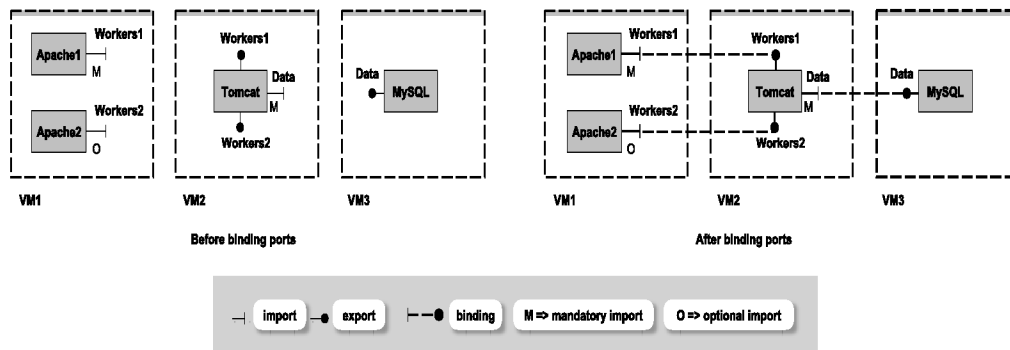 Workers1
Apache1
M
Workers2
Apache2
O
VM1
Workers1
Data
Tomcat
M
Workers2
VM2
Data
MySQL
VM3
Before binding ports
Workers1
Apache1
M
Workers2
Apache2
O
VM1
Workers1
Data
Tomcat
M
Workers2
VM2
Data
MySQL
VM3
After binding ports
import
export
binding
M => mandatory import
O => optional import